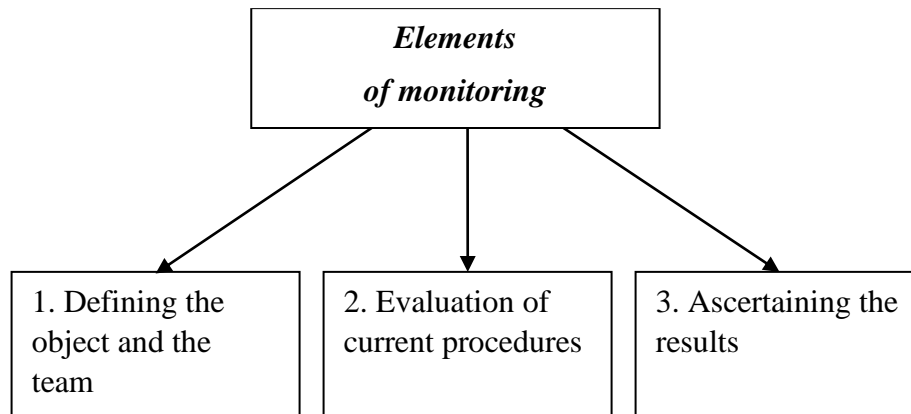 Elements
of monitoring
1. Defining the
object and the
team
2. Evaluation of
current procedures
3. Ascertaining the
results